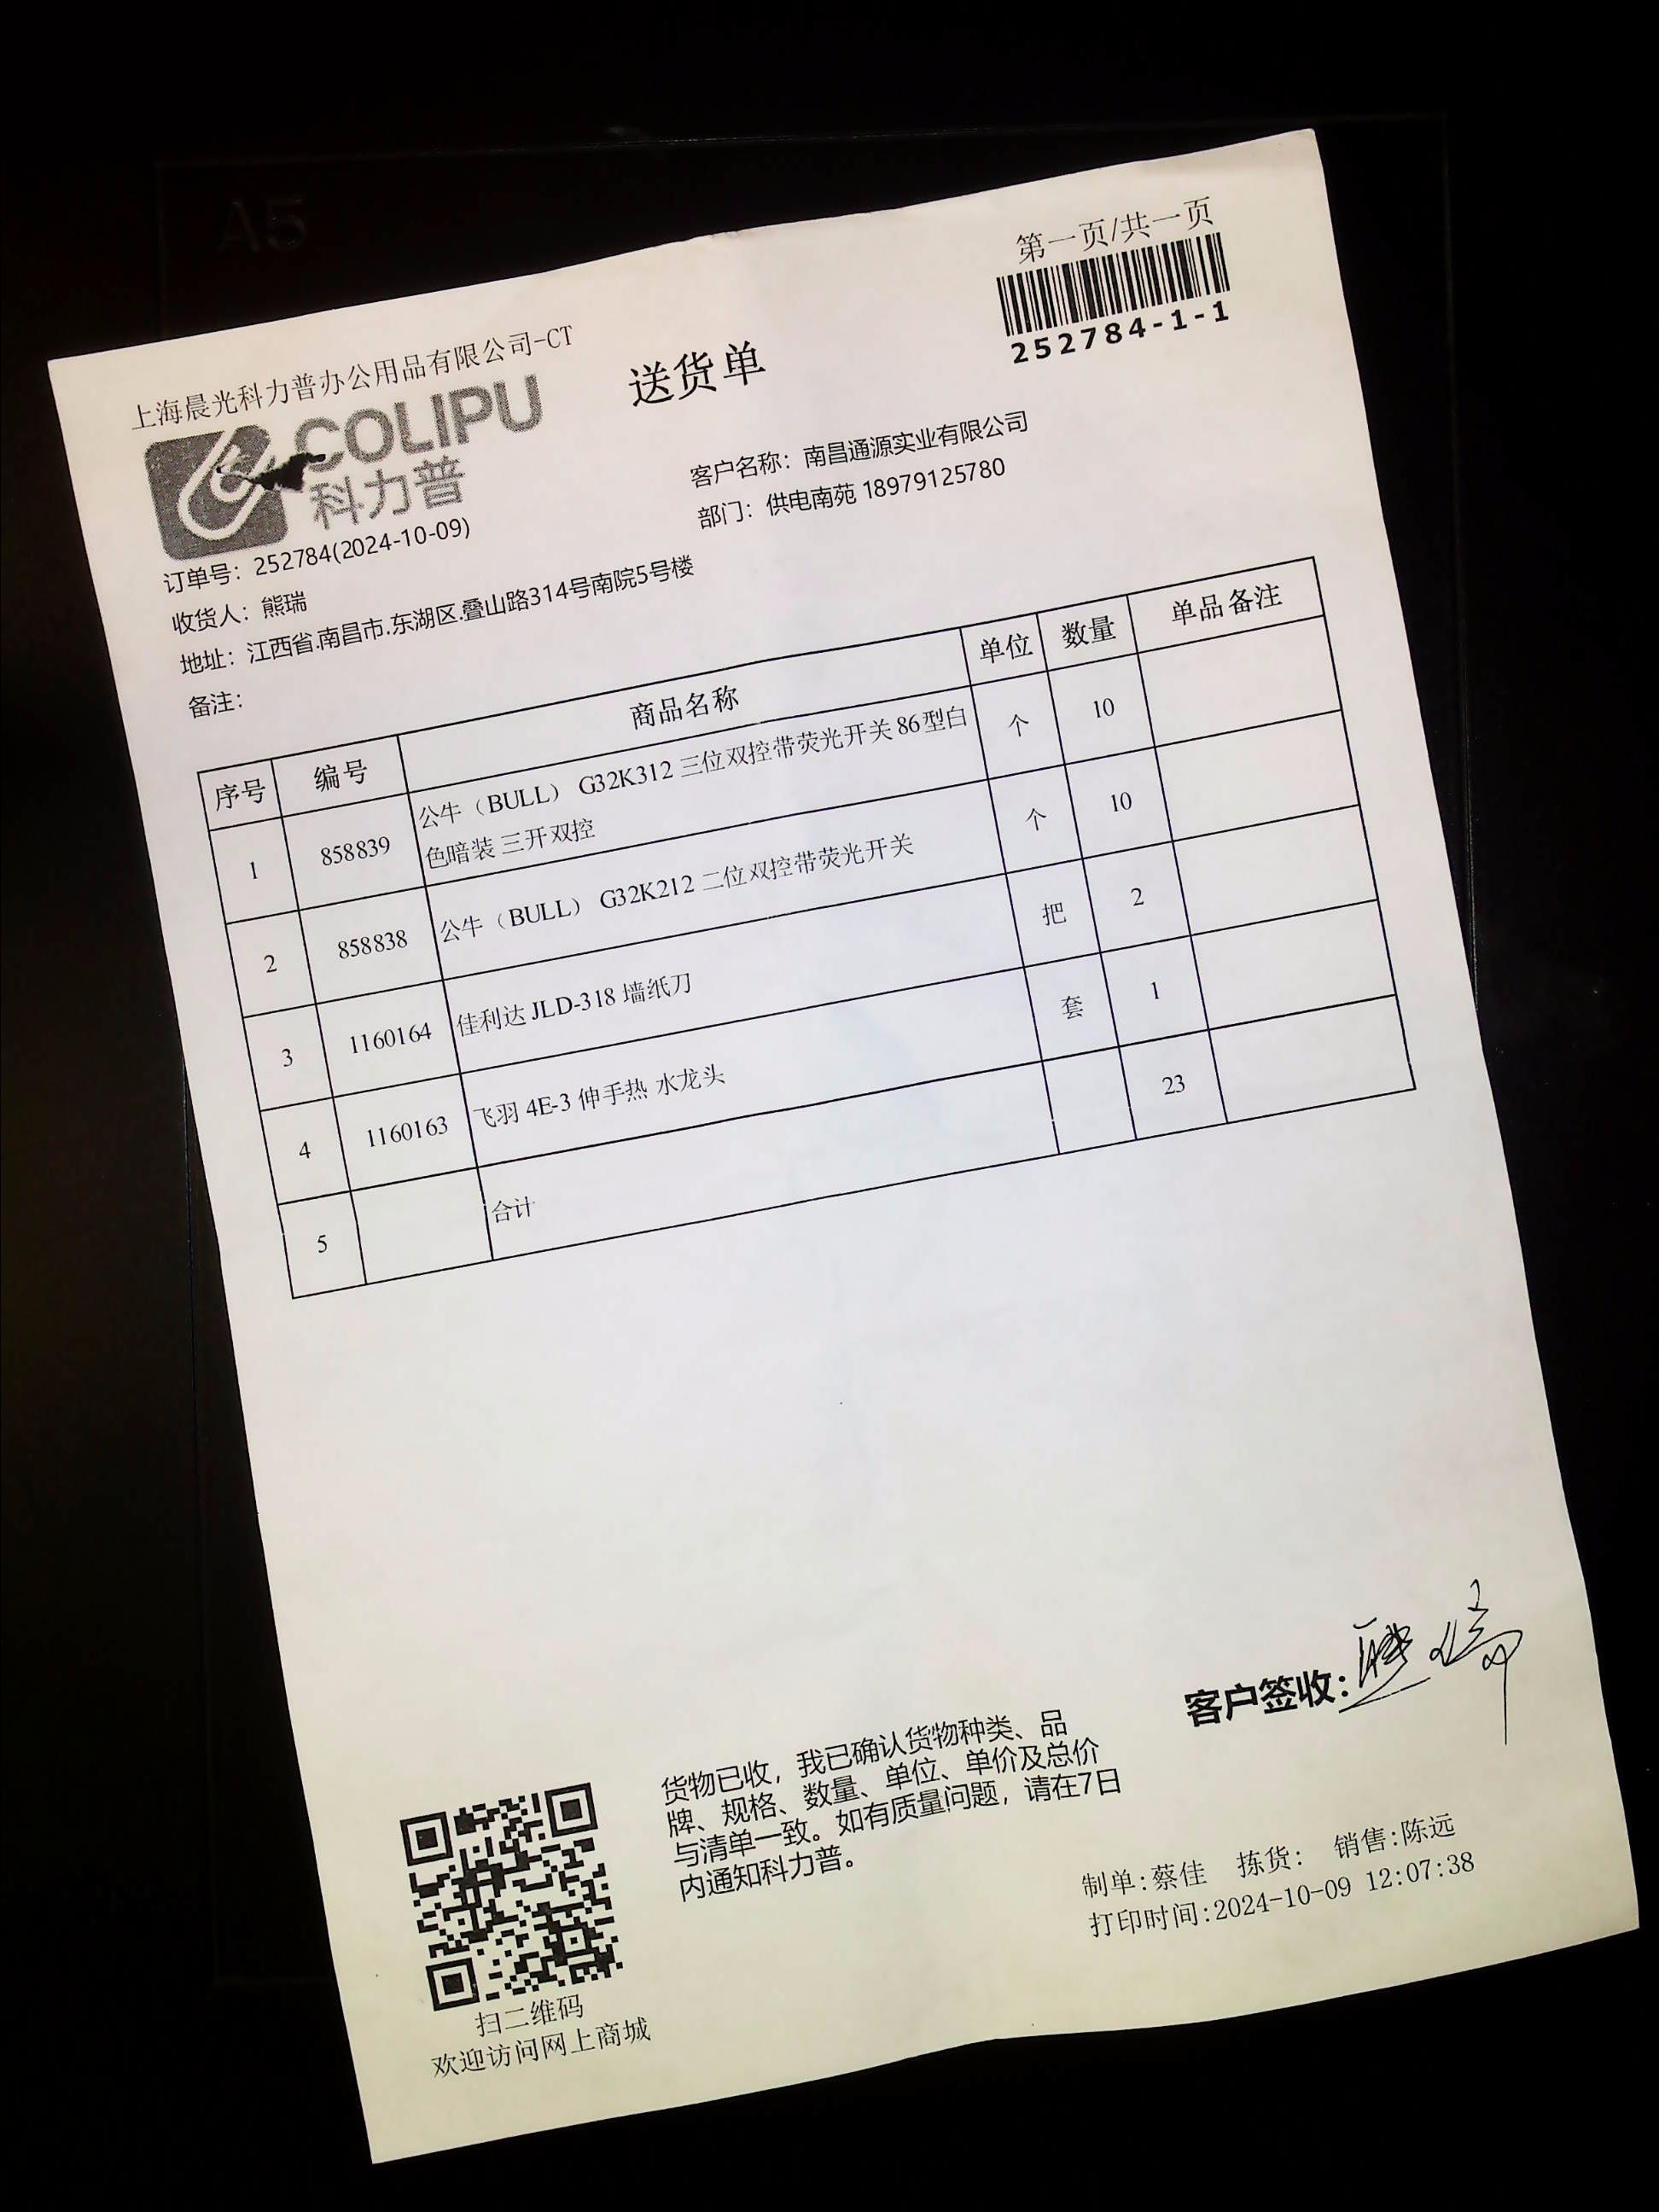 A5
第一页/共一页
252784-1-1
上海晨光科力普办公用品有限公司-CT
送货单
COLIPU
科力普
客户名称：南昌通源实业有限公司
部门：供电南苑 18979125780
订单号：252784(2024-10-09)
收货人：熊瑞
地址：江西省.南昌市.东湖区.叠山路314号南院5号楼
备注：
序号 编号 商品名称 单位 数量 单品备注
1 858839 公牛（BULL） G32K312 三位双控带荧光开关 86型白
色暗装 三开双控 个 10
2 858838 公牛（BULL） G32K212 二位双控带荧光开关 个 10
3 1160164 佳利达 JLD-318 墙纸刀 把 2
4 1160163 飞羽 4E-3 伸手热 水龙头 套 1
5 合计 23
客户签收：
货物已收，我已确认货物种类、品
牌、规格、数量、单位、单价及总价
与清单一致。如有质量问题，请在7日
内通知科力普。
制单:蔡佳 拣货: 销售:陈远
打印时间:2024-10-09 12:07:38
扫二维码
欢迎访问网上商城